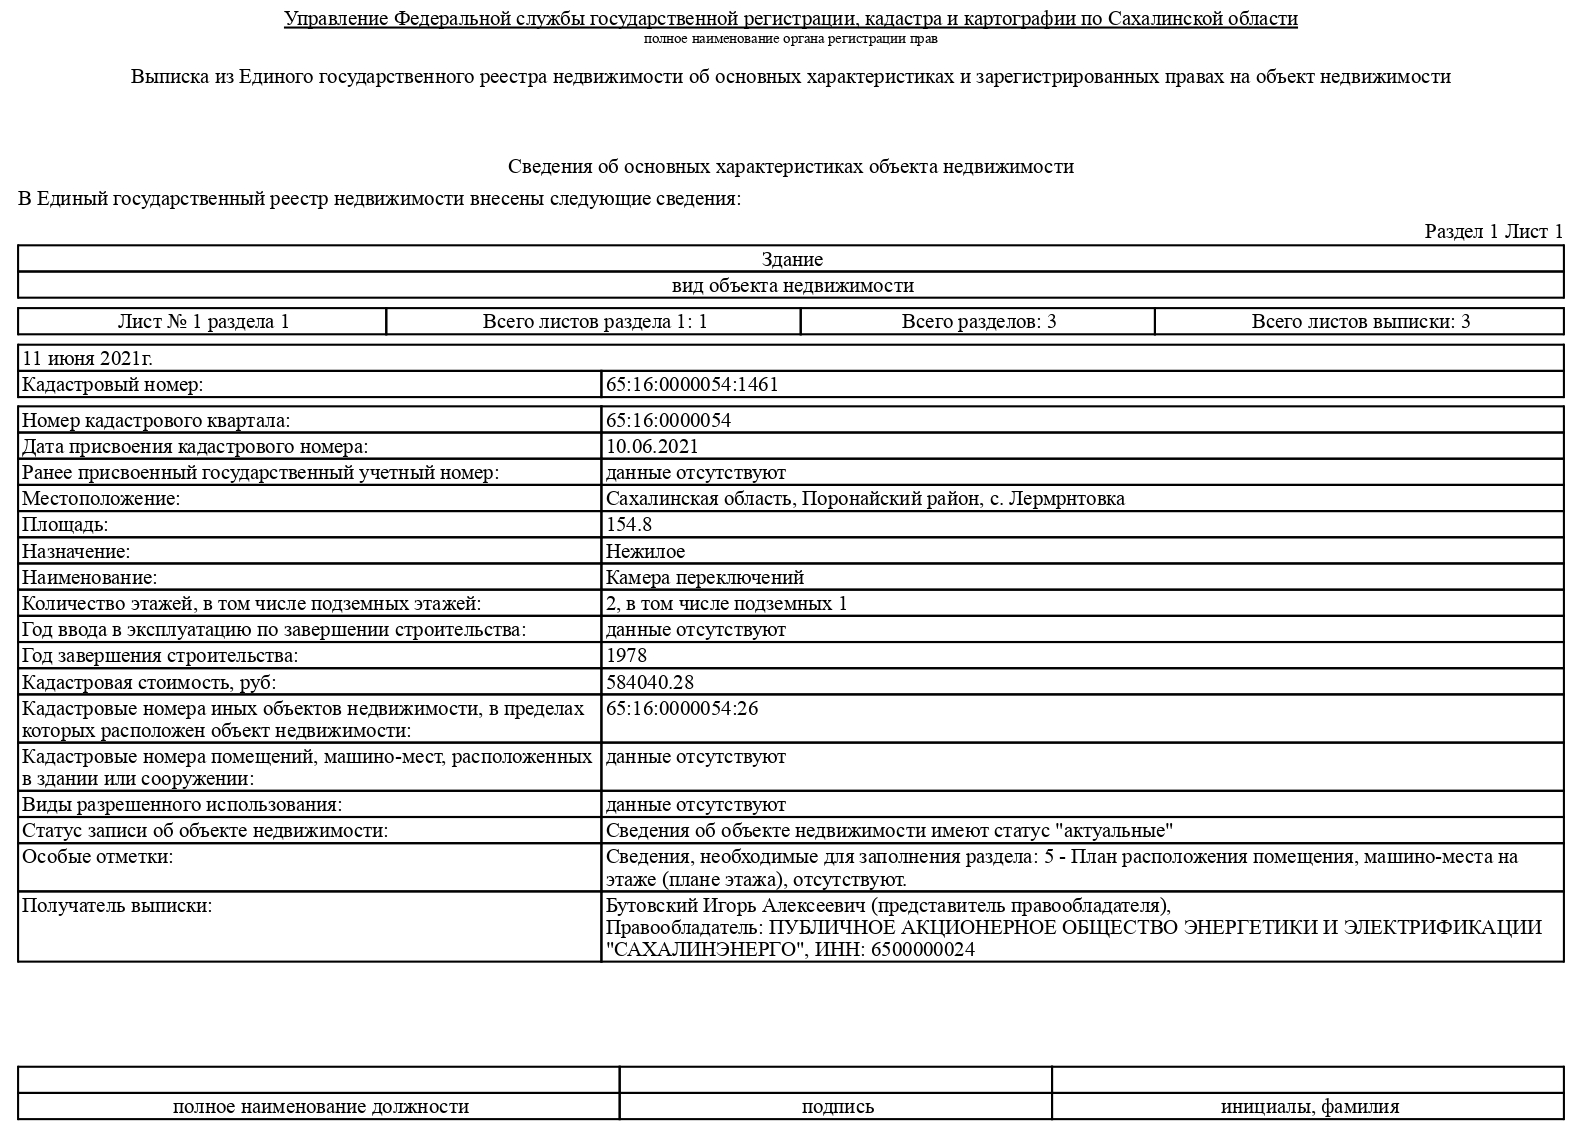 Управление Федеральной службы государственной регистрации, кадастра и картографии по Сахалинской области
полное наименование органа регистрации прав
Выписка из Единого государственного реестра недвижимости об основных характеристиках и зарегистрированных правах на объект недвижимости
Сведения об основных характеристиках объекта недвижимости
В Единый государственный реестр недвижимости внесены следующие сведения:
Раздел 1 Лист 1
Здание
вид объекта недвижимости
Лист № 1 раздела 1 Всего листов раздела 1: 1 Всего разделов: 3 Всего листов выписки: 3
11 июня 2021г.
Кадастровый номер: 65:16:0000054:1461
Номер кадастрового квартала: 65:16:0000054
Дата присвоения кадастрового номера: 10.06.2021
Ранее присвоенный государственный учетный номер: данные отсутствуют
Местоположение: Сахалинская область, Поронайский район, с. Лермрнтовка
Площадь: 154.8
Назначение: Нежилое
Наименование: Камера переключений
Количество этажей, в том числе подземных этажей: 2, в том числе подземных 1
Год ввода в эксплуатацию по завершении строительства: данные отсутствуют
Год завершения строительства: 1978
Кадастровая стоимость, руб: 584040.28
Кадастровые номера иных объектов недвижимости, в пределах 65:16:0000054:26
которых расположен объект недвижимости:
Кадастровые номера помещений, машино-мест, расположенных данные отсутствуют
в здании или сооружении:
Виды разрешенного использования: данные отсутствуют
Статус записи об объекте недвижимости: Сведения об объекте недвижимости имеют статус "актуальные"
Особые отметки: Сведения, необходимые для заполнения раздела: 5 - План расположения помещения, машино-места на
этаже (плане этажа), отсутствуют.
Получатель выписки: Бутовский Игорь Алексеевич (представитель правообладателя),
Правообладатель: ПУБЛИЧНОЕ АКЦИОНЕРНОЕ ОБЩЕСТВО ЭНЕРГЕТИКИ И ЭЛЕКТРИФИКАЦИИ
"САХАЛИНЭНЕРГО", ИНН: 6500000024
полное наименование должности подпись инициалы, фамилия